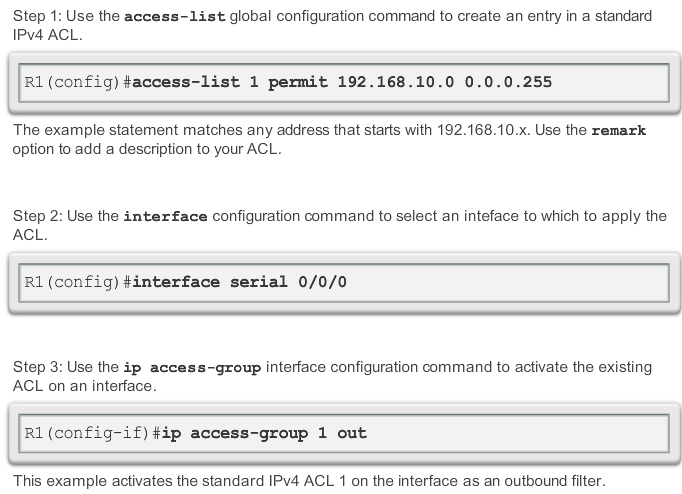 Step 1: Use the access-list global configuration command to create an entry in a standard
IPv4 ACL.
R1(config)#access-list 1 permit 192.168.10.0 0.0.0.255
The example statement matches any address that starts with 192.168.10.x. Use the remark
option to add a description to your ACL.
Step 2: Use the interface configuration command to select an inteface to which to apply the
ACL.
R1(config)#interface serial 0/0/0
Step 3: Use the ip access-group interface configuration command to activate the existing
ACL on an interface.
R1(config-if)#ip access-group 1 out
This example activates the standard IPv4 ACL 1 on the interface as an outbound filter.